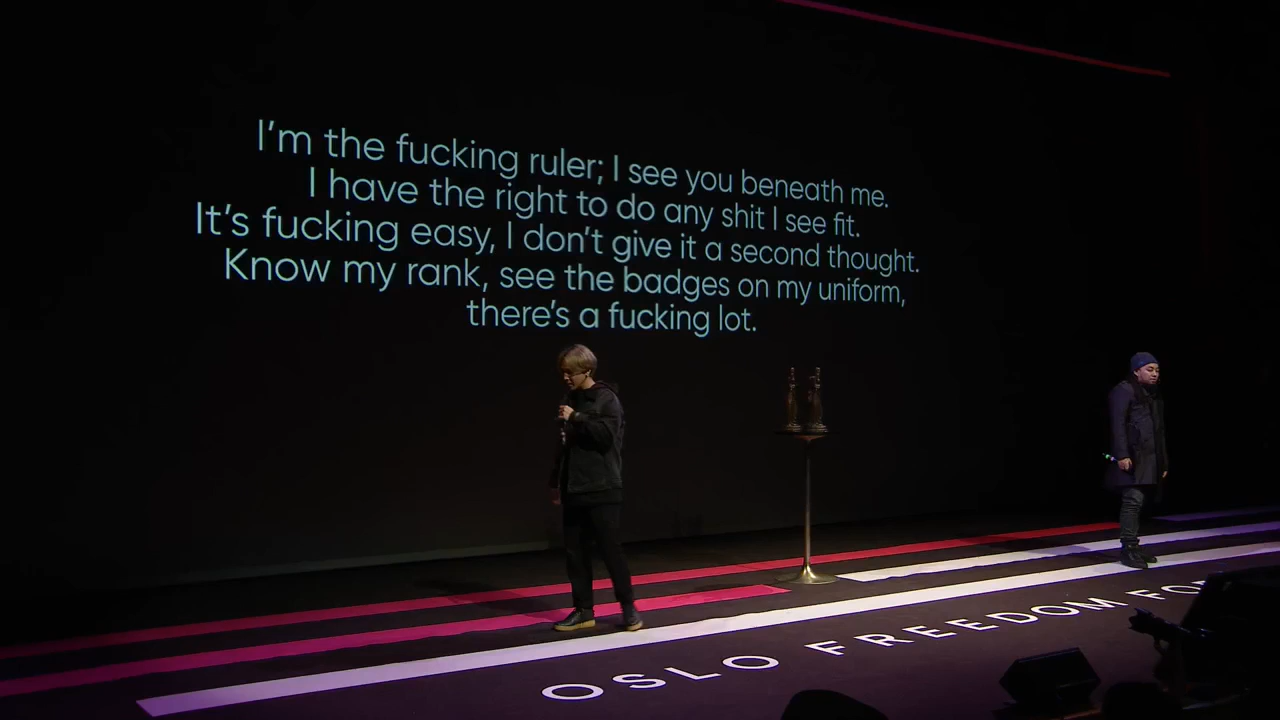 I'm the fucking ruler; I see you beneath me.
I have the right to do any shit I see fit.
It's fucking easy, I don't give it a second thought.
Know my rank, see the badges on my uniform,
there's a fucking lot.
OSLO FREEDOM